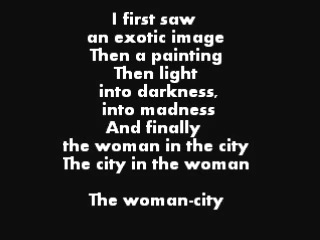 I first saw
an exotic image
Then a painting
Then light
into darkness,
into madness
And finally
the woman in the city
The city in the woman
The woman-city